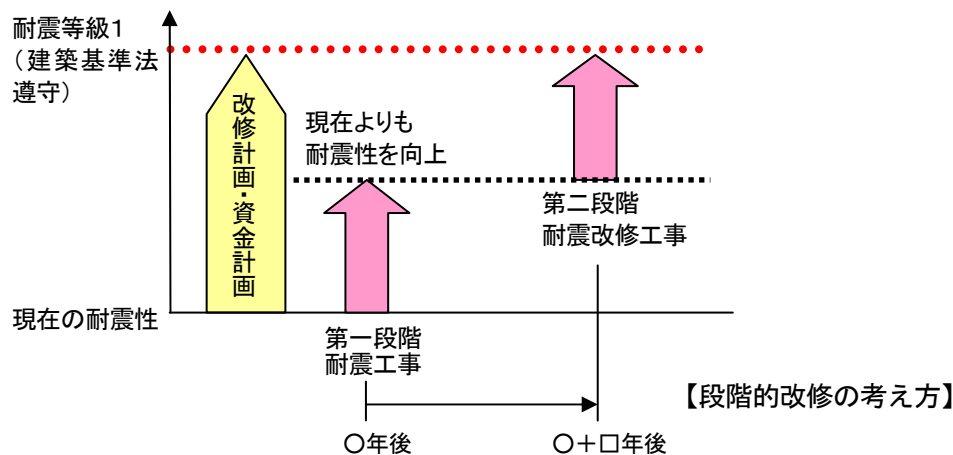 耐震等級1
（建築基準法
遵守）
改修計画・資金計画
現在よりも
耐震性を向上
第二段階
耐震改修工事
現在の耐震性
第一段階
耐震工事
【段階的改修の考え方】
○年後
○＋□年後